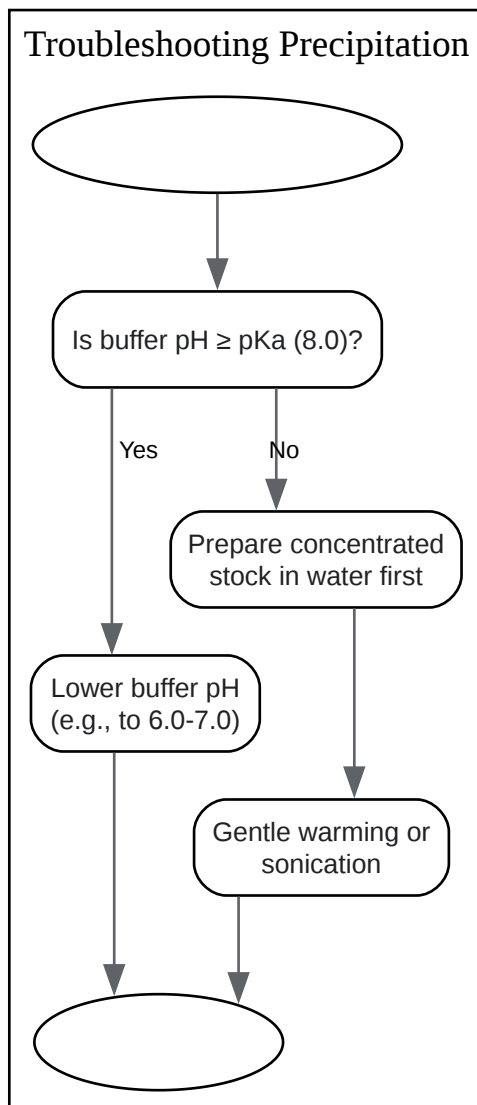 Troubleshooting Precipitation
Is buffer pH ≥ pKa (8.0)?
Yes
No
Prepare concentrated
stock in water first
Lower buffer pH
(e.g., to 6.0-7.0)
Gentle warming or
sonication